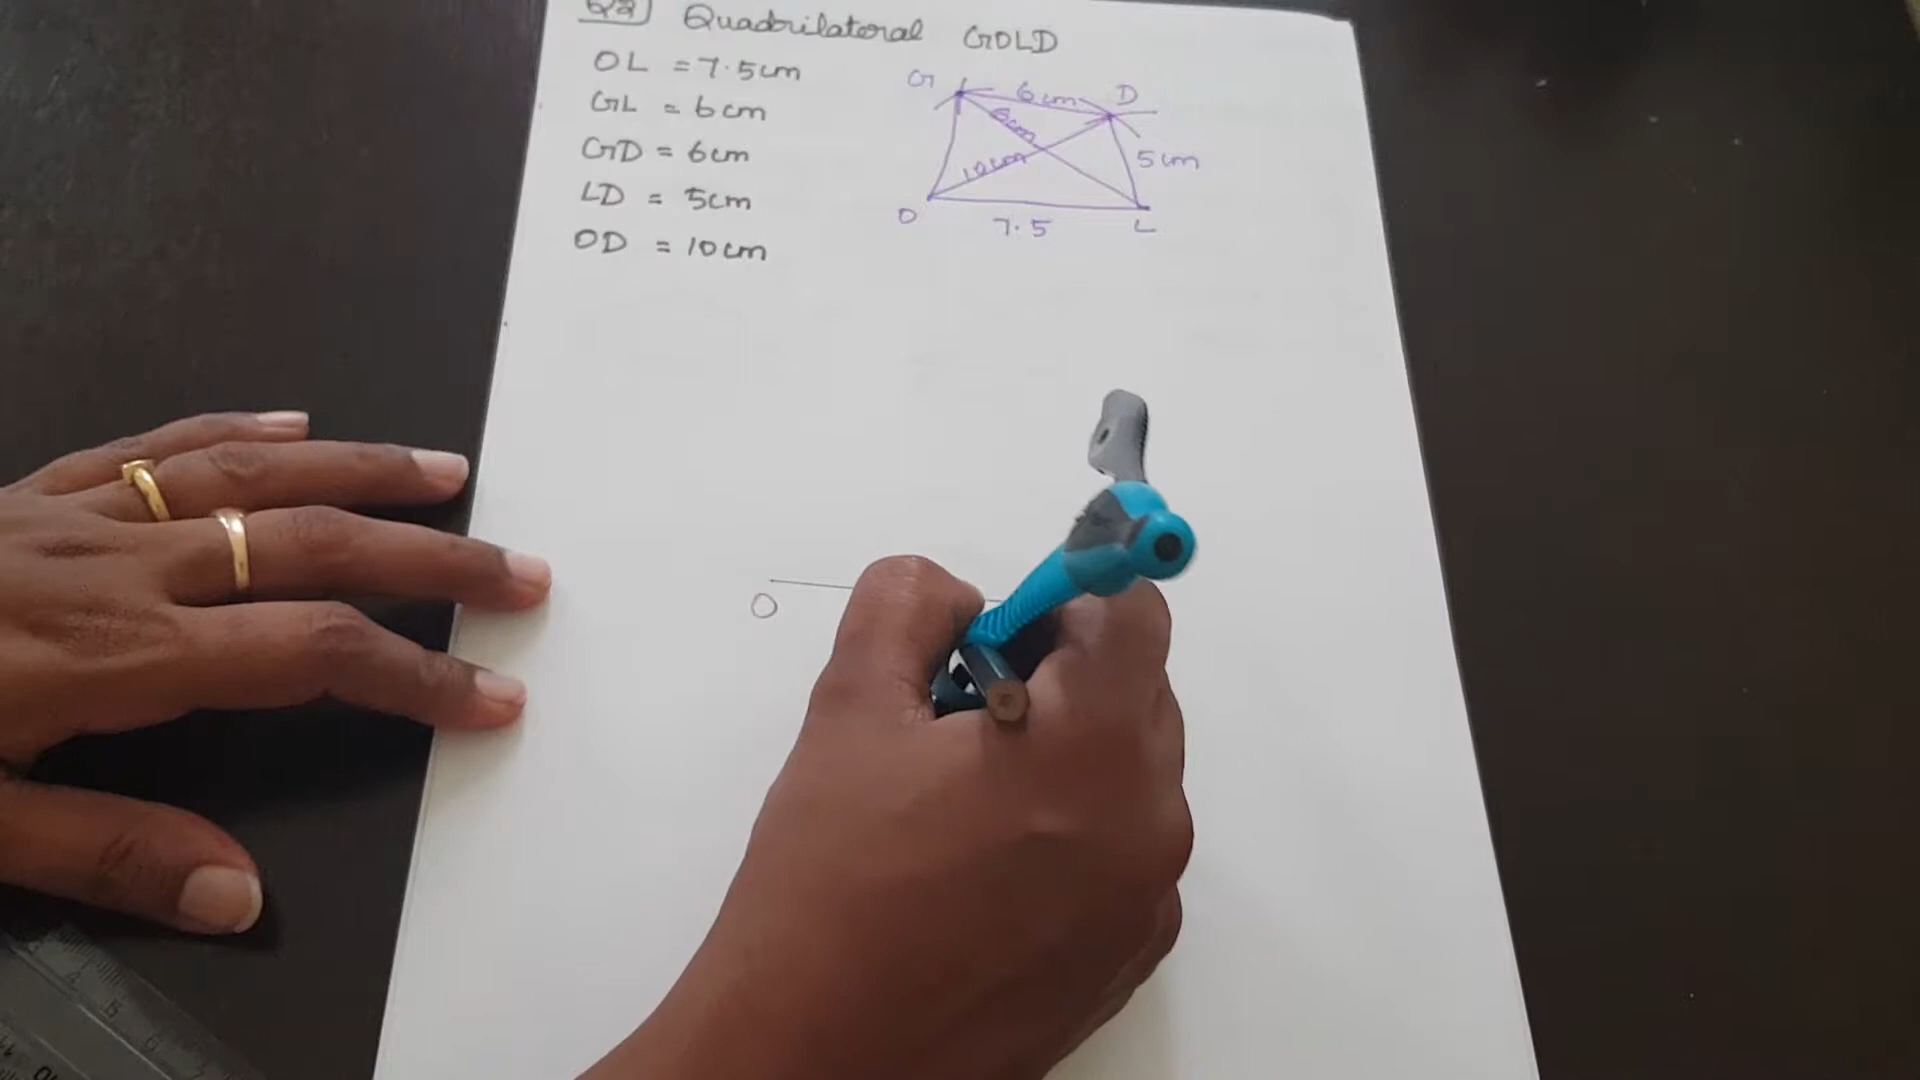 Q2) Quadrilateral GOLD
OL = 7.5cm
GL = 6cm
GD = 6cm
LD = 5cm
OD = 10cm
G 6cm D
6cm
10cm
5cm
O 7.5 L
O